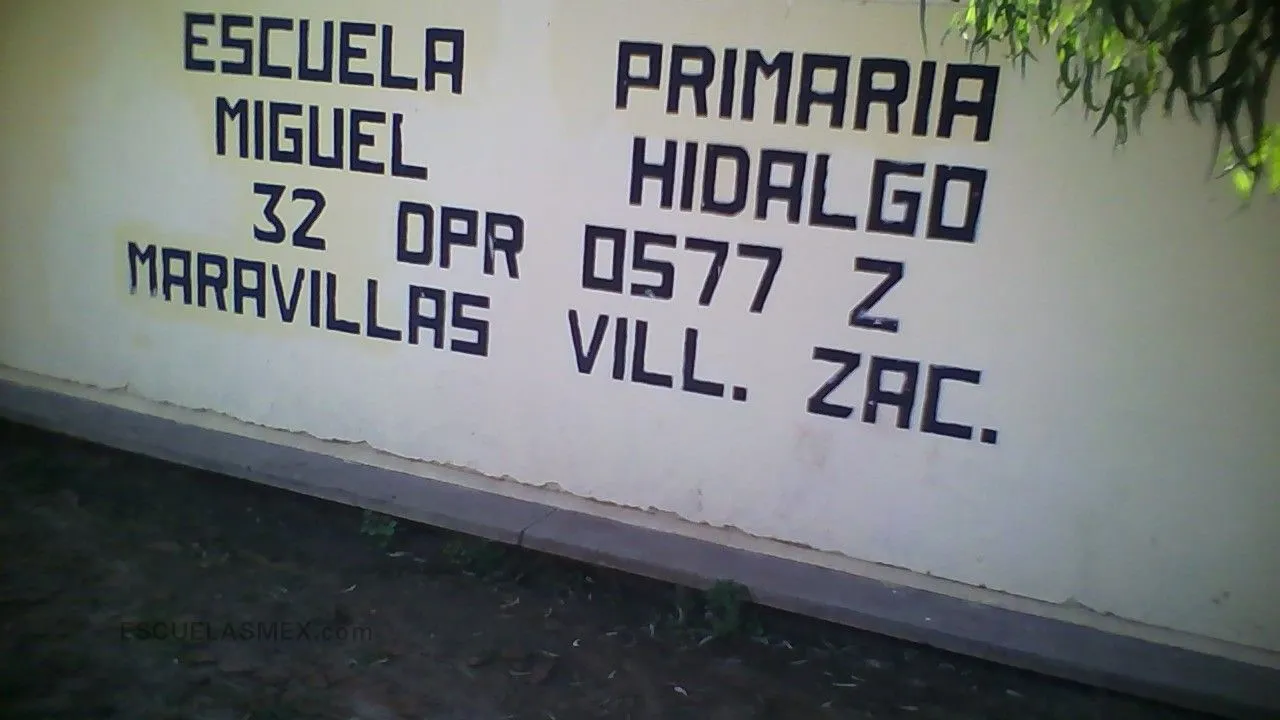 ESCUELA PRIMARIA
MIGUEL HIDALGO
32 DPR 0577 Z
MARAVILLAS VILL. ZAC.
ESCUELASMEX.com